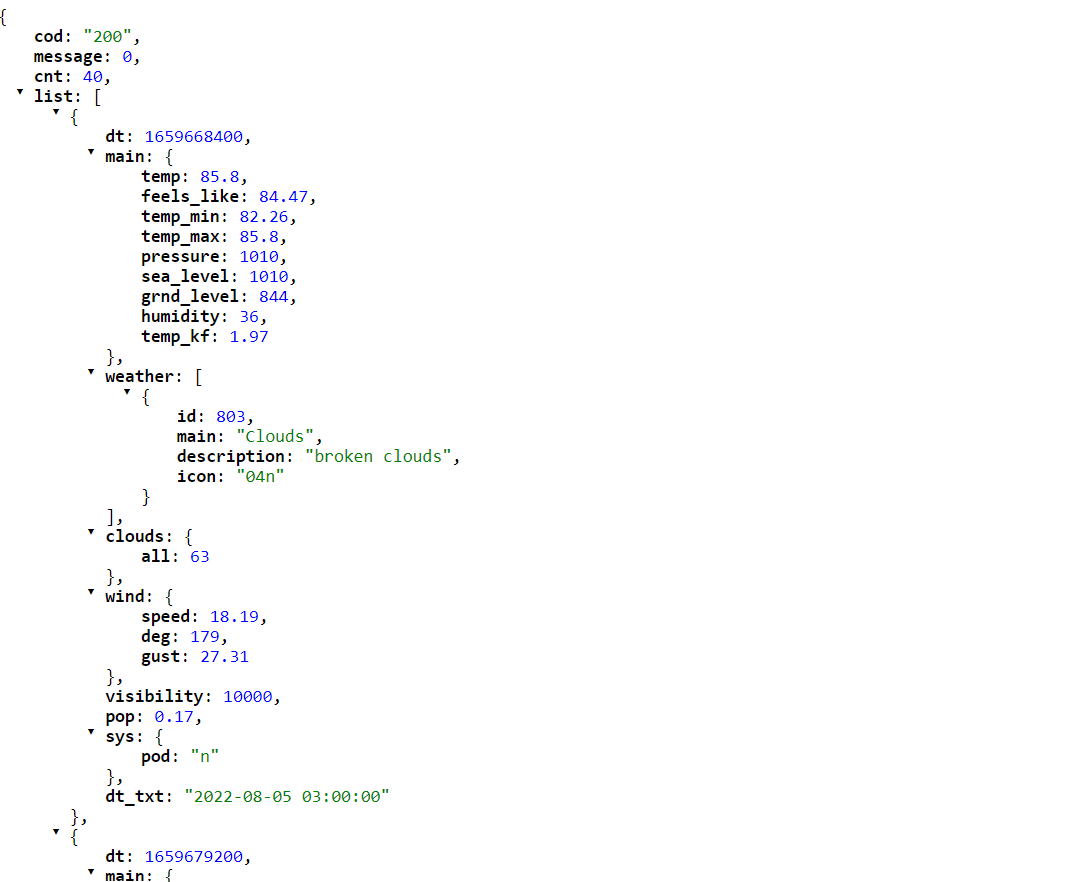 {
cod: "200",
message: 0,
cnt: 40,
list: [
{
dt: 1659668400,
main: {
temp: 85.8,
feels_like: 84.47,
temp_min: 82.26,
temp_max: 85.8,
pressure: 1010,
sea_level: 1010,
grnd_level: 844,
humidity: 36,
temp_kf: 1.97
},
weather: [
{
id: 803,
main: "Clouds",
description: "broken clouds",
icon: "04n"
}
],
clouds: {
all: 63
},
wind: {
speed: 18.19,
deg: 179,
gust: 27.31
},
visibility: 10000,
pop: 0.17,
sys: {
pod: "n"
},
dt_txt: "2022-08-05 03:00:00"
},
{
dt: 1659679200,
main: {